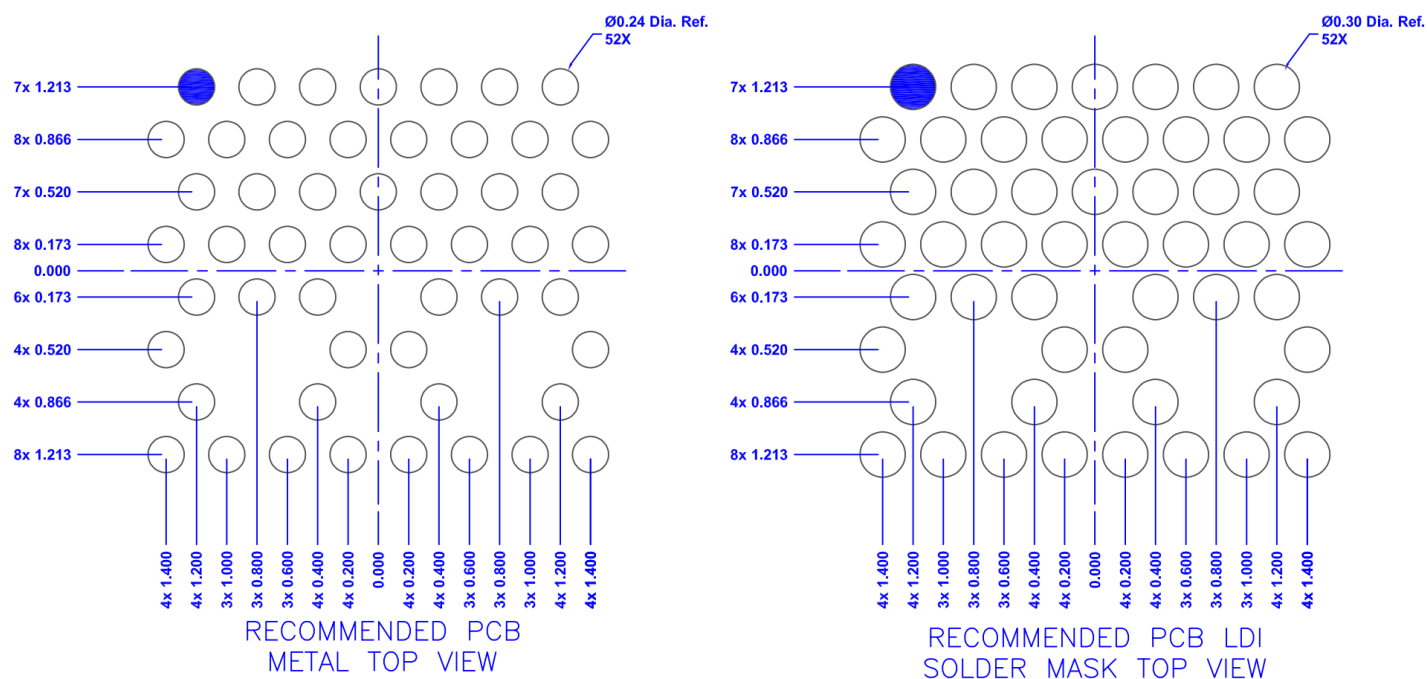 Ø0.24 Dia. Ref.
52X
7x 1.213
8x 0.866
7x 0.520
8x 0.173
0.000
6x 0.173
4x 0.520
4x 0.866
8x 1.213
4x 1.400
4x 1.200
3x 1.000
3x 0.800
3x 0.600
4x 0.400
4x 0.200
0.000
4x 0.200
4x 0.400
3x 0.600
3x 0.800
3x 1.000
4x 1.200
4x 1.400
RECOMMENDED PCB
METAL TOP VIEW
Ø0.30 Dia. Ref.
52X
7x 1.213
8x 0.866
7x 0.520
8x 0.173
0.000
6x 0.173
4x 0.520
4x 0.866
8x 1.213
4x 1.400
4x 1.200
3x 1.000
3x 0.800
3x 0.600
4x 0.400
4x 0.200
0.000
4x 0.200
4x 0.400
3x 0.600
3x 0.800
3x 1.000
4x 1.200
4x 1.400
RECOMMENDED PCB LDI
SOLDER MASK TOP VIEW